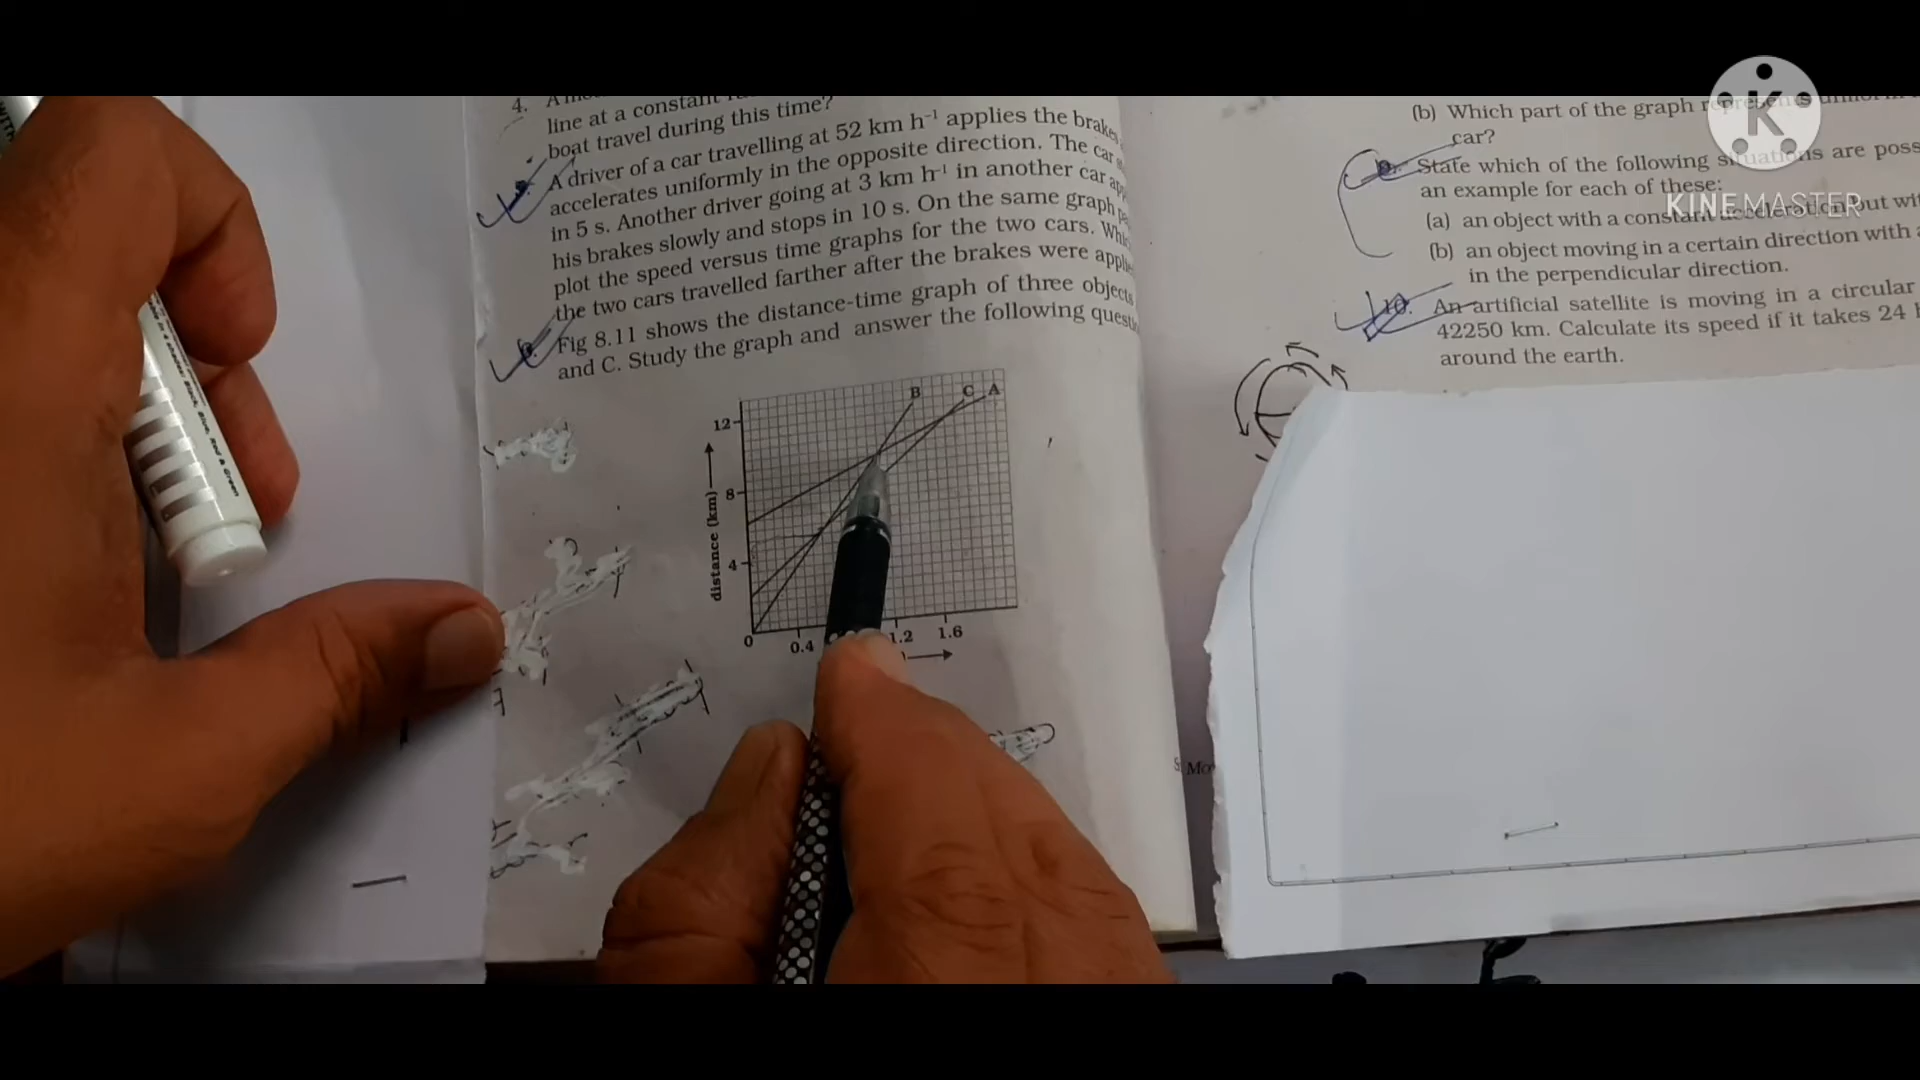 4.
line at a constant
boat travel during this time?
A driver of a car travelling at 52 km h⁻¹ applies the brakes
accelerates uniformly in the opposite direction. The car
in 5 s. Another driver going at 3 km h⁻¹ in another car
his brakes slowly and stops in 10 s. On the same graph
plot the speed versus time graphs for the two cars.
the two cars travelled farther after the brakes were
Fig 8.11 shows the distance-time graph of three objects
and C. Study the graph and answer the following
B C A
12
8
4
0
0.4
1.2
1.6
distance (km)
(b) Which part of the graph represents
car?
State which of the following situations are
an example for each of these:
(a) an object with a constant acceleration but
(b) an object moving in a certain direction with
in the perpendicular direction.
10. An artificial satellite is moving in a circular
42250 km. Calculate its speed if it takes 24
around the earth.
K
KINEMASTER